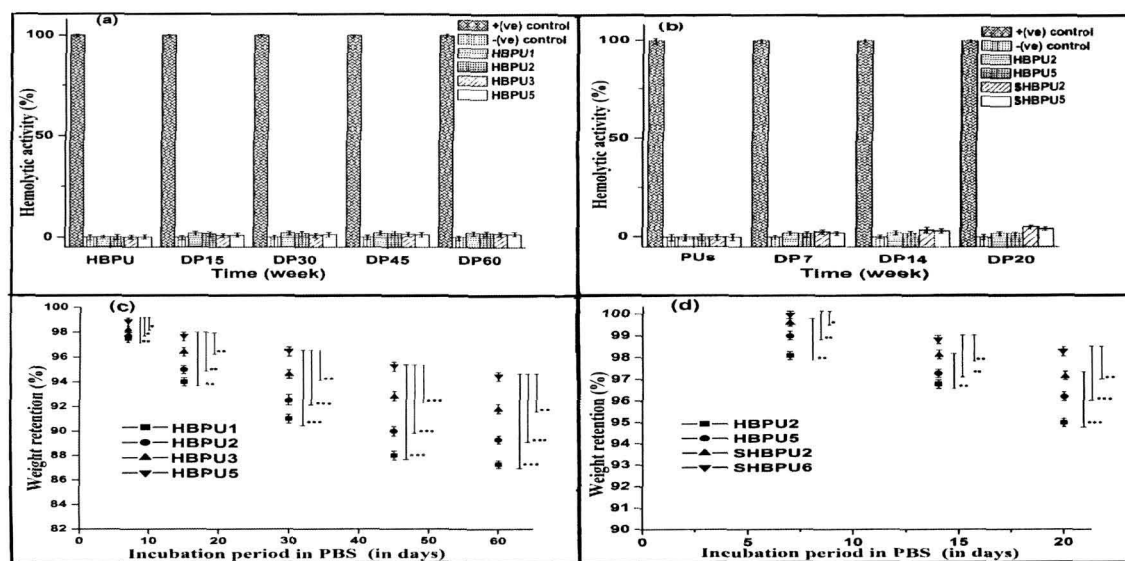 (a)
100
50
0
Hemolytic activity (%)
+(ve) control
-(ve) control
HBPU1
HBPU2
HBPU3
HBPU5
HBPU DP15 DP30 DP45 DP60
Time (week)
(b)
100
50
0
Hemolytic activity (%)
+(ve) control
-(ve) control
HBPU2
HBPU5
SHBPU2
SHBPU5
PUs DP7 DP14 DP20
Time (week)
(c)
100
98
96
94
92
90
88
86
84
82
Weight retention (%)
HBPU1
HBPU2
HBPU3
HBPU5
0 10 20 30 40 50 60
Incubation period in PBS (in days)
(d)
100
99
98
97
96
95
94
93
92
91
90
Weight retention (%)
HBPU2
HBPU5
SHBPU2
SHBPU6
0 5 10 15 20
Incubation period in PBS (in days)